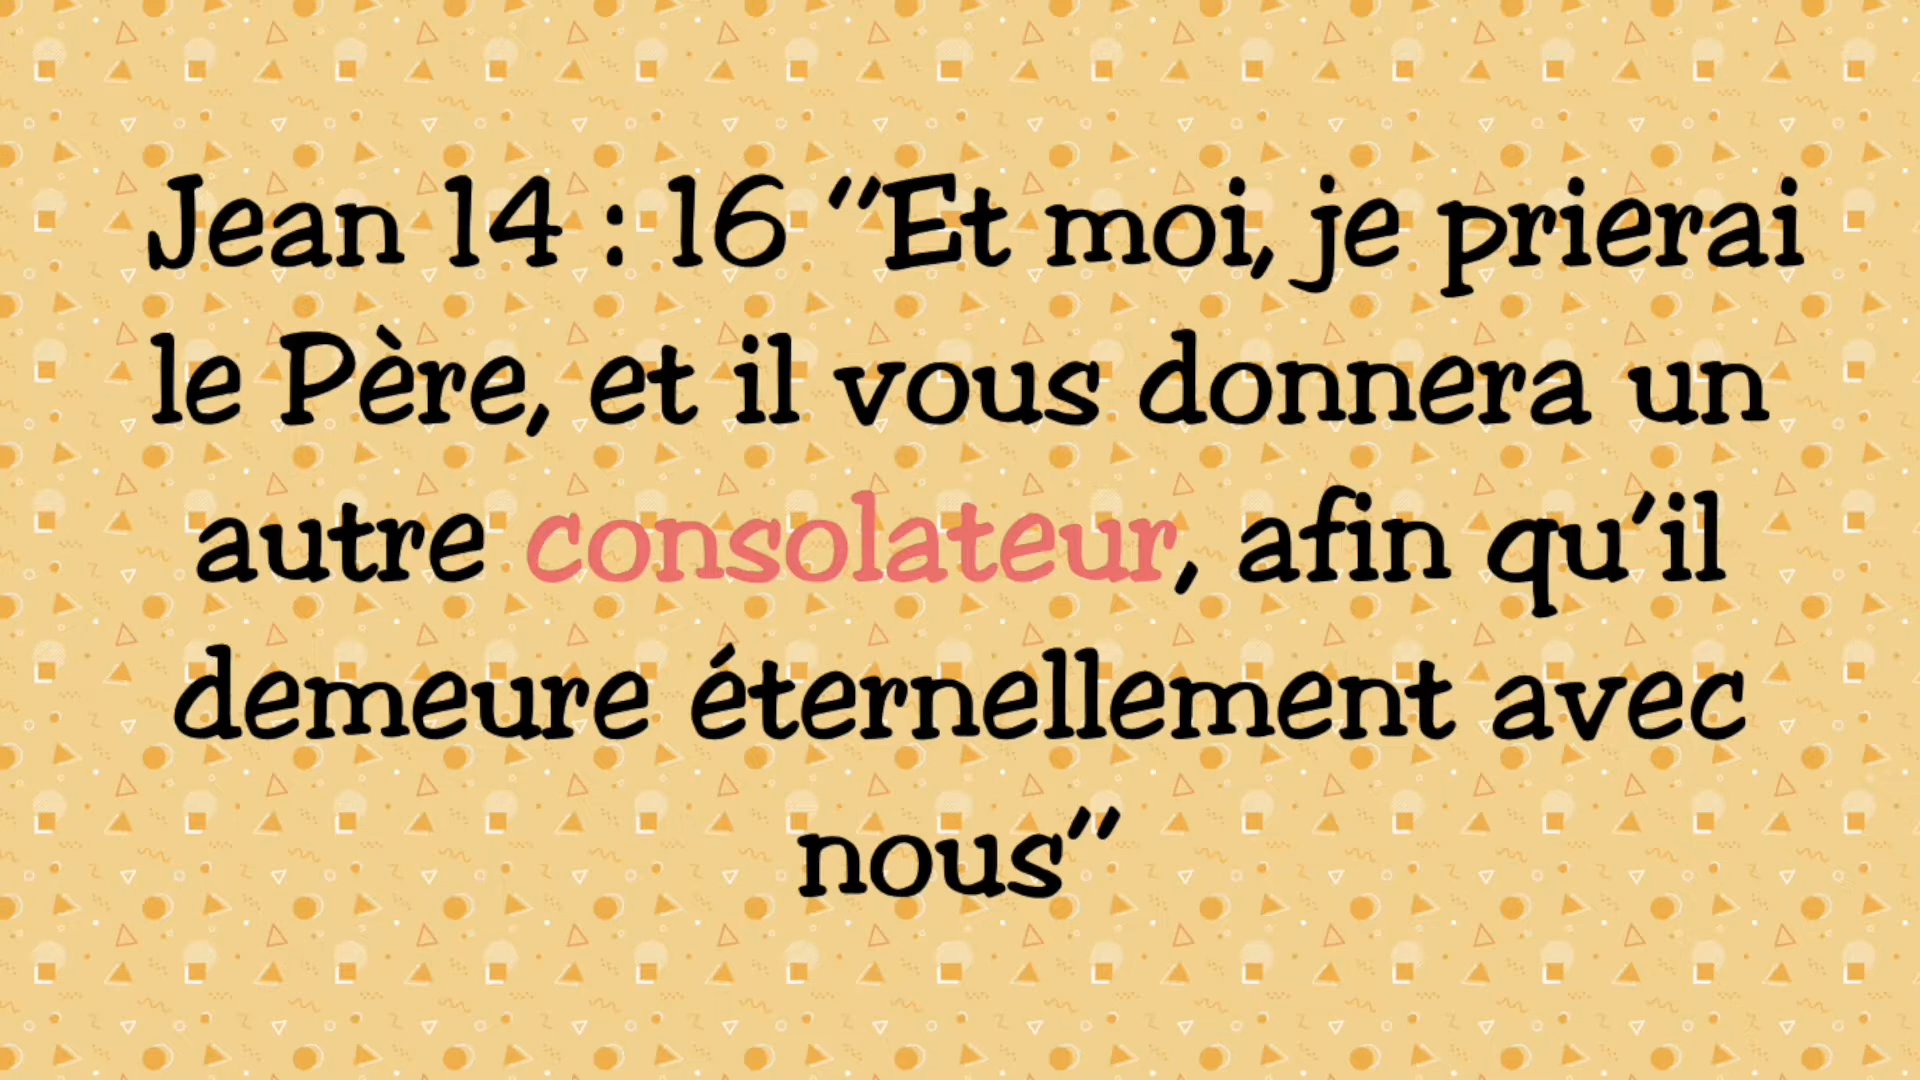 Jean 14 : 16 “Et moi, je prierai
le Père, et il vous donnera un
autre consolateur, afin qu’il
demeure éternellement avec
nous”